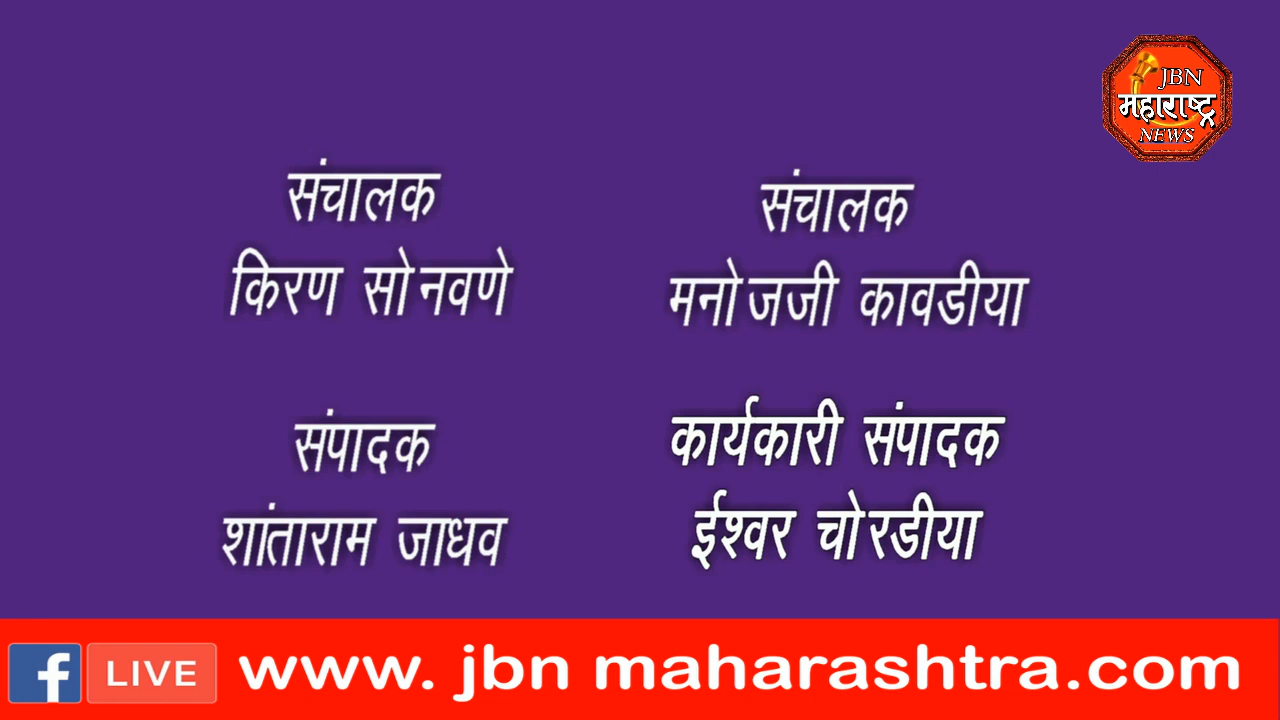 JBN
महाराष्ट्र
NEWS
संचालक
किरण सोनवणे
संचालक
मनोजजी कावडीया
संपादक
शांताराम जाधव
कार्यकारी संपादक
ईश्वर चोरडीया
f LIVE www. jbn maharashtra.com